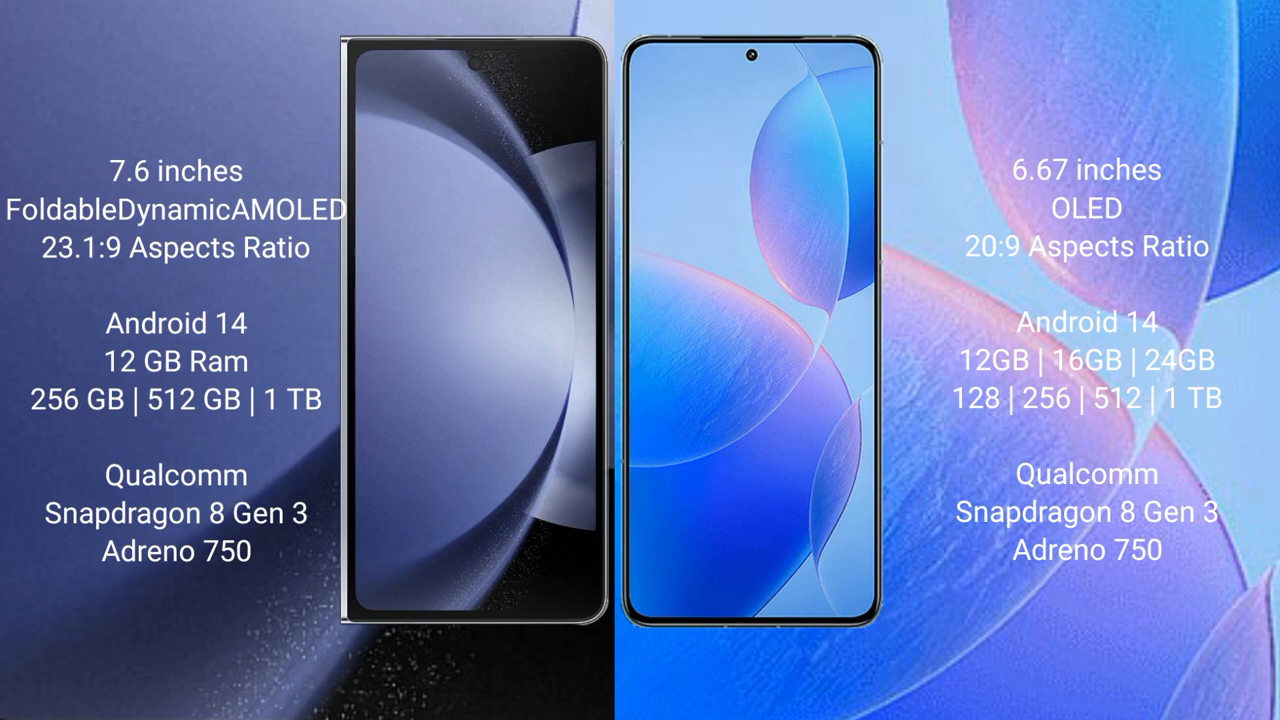 7.6 inches
FoldableDynamicAMOLED
23.1:9 Aspects Ratio
Android 14
12 GB Ram
256 GB | 512 GB | 1 TB
Qualcomm
Snapdragon 8 Gen 3
Adreno 750
6.67 inches
OLED
20:9 Aspects Ratio
Android 14
12GB | 16GB | 24GB
128 | 256 | 512 | 1 TB
Qualcomm
Snapdragon 8 Gen 3
Adreno 750